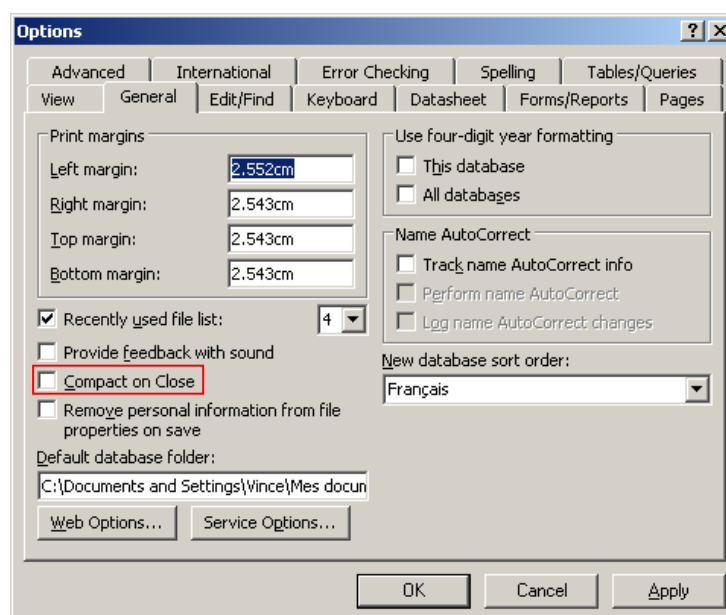 Options
Advanced International Error Checking Spelling Tables/Queries
View General Edit/Find Keyboard Datasheet Forms/Reports Pages
Print margins
Left margin: 2.552cm
Right margin: 2.543cm
Top margin: 2.543cm
Bottom margin: 2.543cm
Recently used file list: 4
Provide feedback with sound
Compact on Close
Remove personal information from file
properties on save
Default database folder:
C:\Documents and Settings\Vince\Mes docun
Web Options... Service Options...
Use four-digit year formatting
This database
All databases
Name AutoCorrect
Track name AutoCorrect info
Perform name AutoCorrect
Log name AutoCorrect changes
New database sort order:
Français
OK Cancel Apply